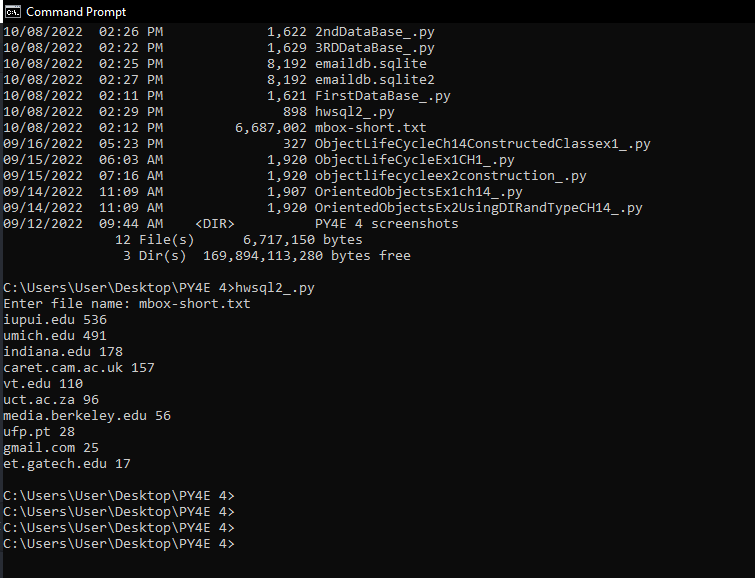 Command Prompt
10/08/2022  02:26 PM             1,622 2ndDataBase_.py
10/08/2022  02:22 PM             1,629 3RDDataBase_.py
10/08/2022  02:25 PM             8,192 emaildb.sqlite
10/08/2022  02:27 PM             8,192 emaildb.sqlite2
10/08/2022  02:11 PM             1,621 FirstDataBase_.py
10/08/2022  02:29 PM               898 hwsql2_.py
10/08/2022  02:12 PM         6,687,002 mbox-short.txt
09/16/2022  05:23 PM               327 ObjectLifeCycleCh14ConstructedClassex1_.py
09/15/2022  06:03 AM             1,920 ObjectLifeCycleEx1CH1_.py
09/15/2022  07:16 AM             1,920 objectlifecycleex2construction_.py
09/14/2022  11:09 AM             1,907 OrientedObjectsEx1ch14_.py
09/14/2022  11:09 AM             1,920 OrientedObjectsEx2UsingDIRandTypeCH14_.py
09/12/2022  09:44 AM    <DIR>          PY4E 4 screenshots
              12 File(s)      6,717,150 bytes
               3 Dir(s)  169,894,113,280 bytes free
C:\Users\User\Desktop\PY4E 4>hwsql2_.py
Enter file name: mbox-short.txt
iupui.edu 536
umich.edu 491
indiana.edu 178
caret.cam.ac.uk 157
vt.edu 110
uct.ac.za 96
media.berkeley.edu 56
ufp.pt 28
gmail.com 25
et.gatech.edu 17
C:\Users\User\Desktop\PY4E 4>
C:\Users\User\Desktop\PY4E 4>
C:\Users\User\Desktop\PY4E 4>
C:\Users\User\Desktop\PY4E 4>